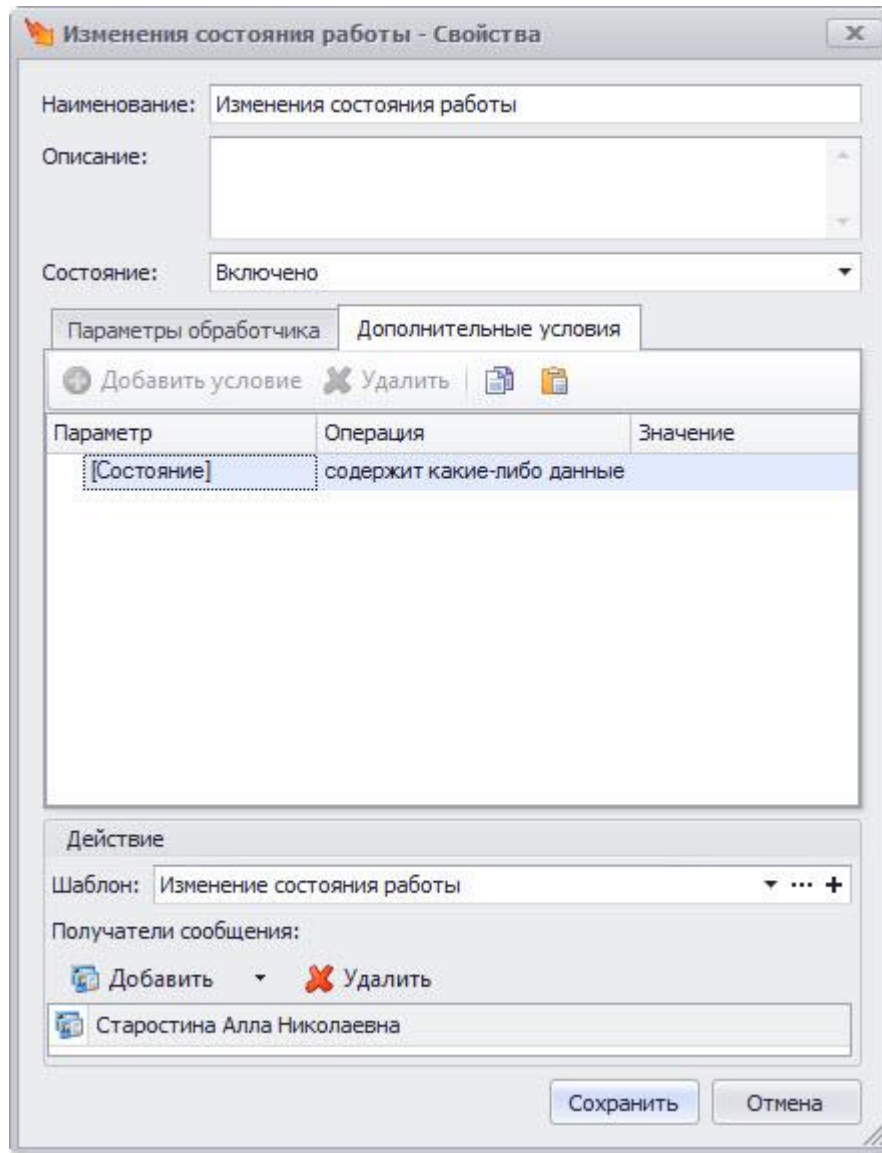 Изменения состояния работы - Свойства
Наименование: Изменения состояния работы
Описание:
Состояние: Включено
Параметры обработчика Дополнительные условия
Добавить условие Удалить
Параметр Операция Значение
[Состояние] содержит какие-либо данные
Действие
Шаблон: Изменение состояния работы
Получатели сообщения:
Добавить Удалить
Старостина Алла Николаевна
Сохранить Отмена